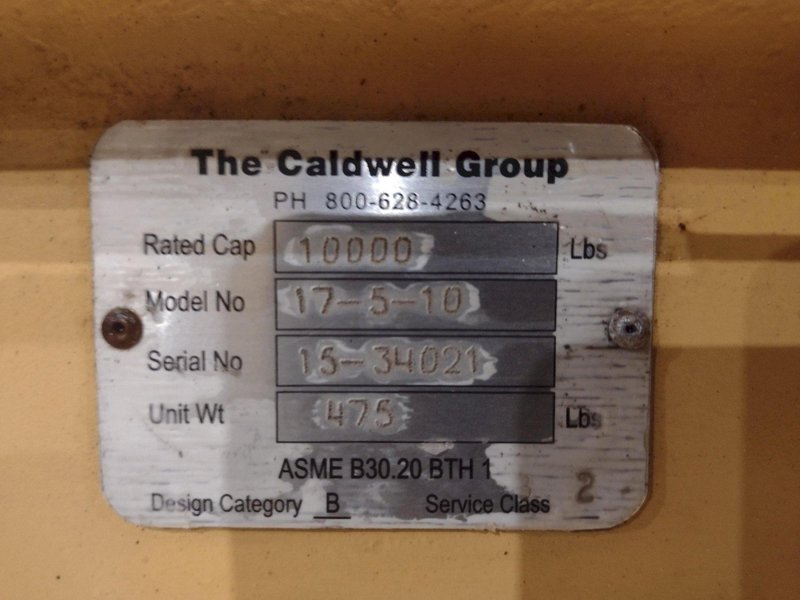 The Caldwell Group
PH 800-628-4263
Rated Cap 10000 Lbs
Model No 17-5-10
Serial No 15-34021
Unit Wt 475 Lbs
ASME B30.20 BTH 1
Design Category B Service Class 2